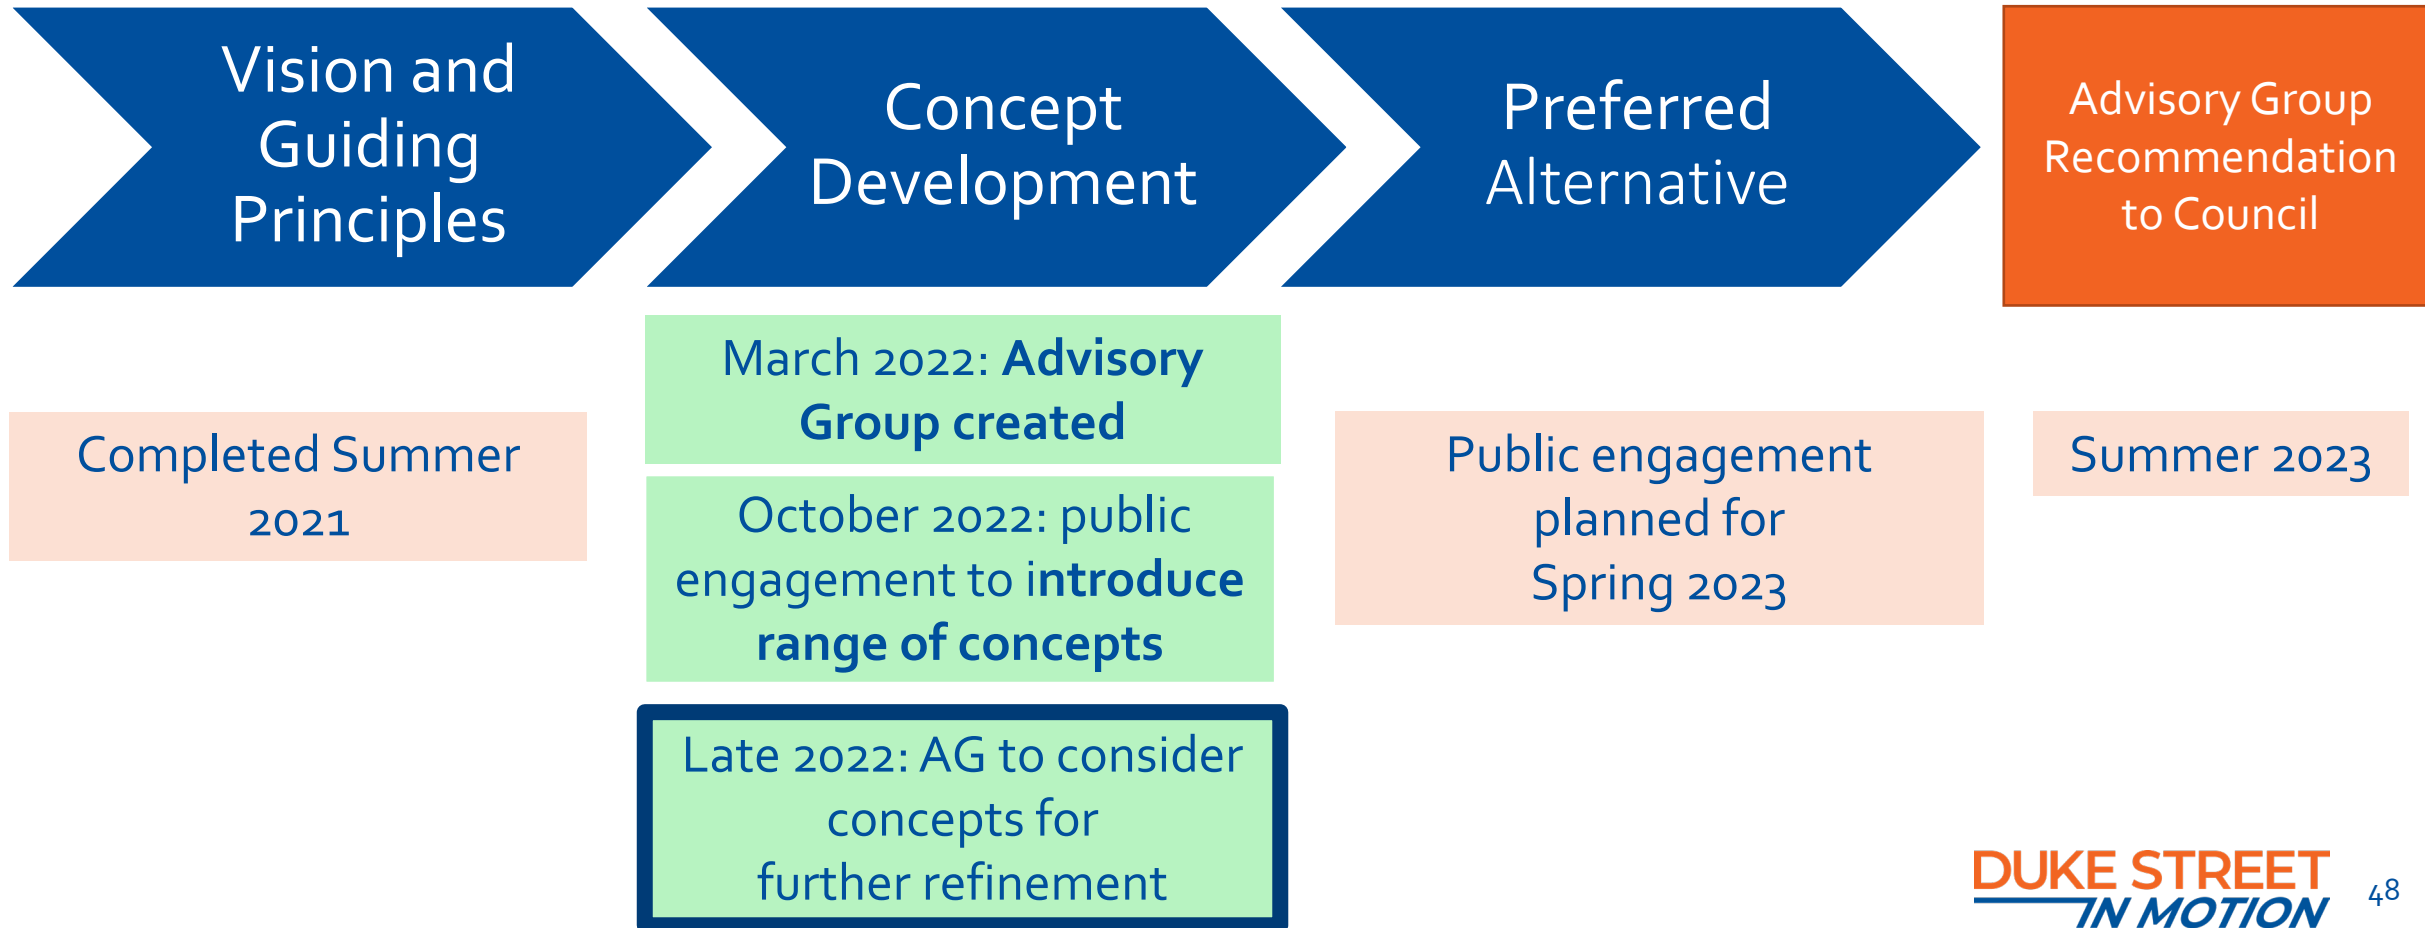 Vision and
Guiding
Principles
Concept
Development
Preferred
Alternative
Advisory Group
Recommendation
to Council
Completed Summer
2021
March 2022: Advisory
Group created
October 2022: public
engagement to introduce
range of concepts
Late 2022: AG to consider
concepts for
further refinement
Public engagement
planned for
Spring 2023
Summer 2023
DUKE STREET
IN MOTION
48